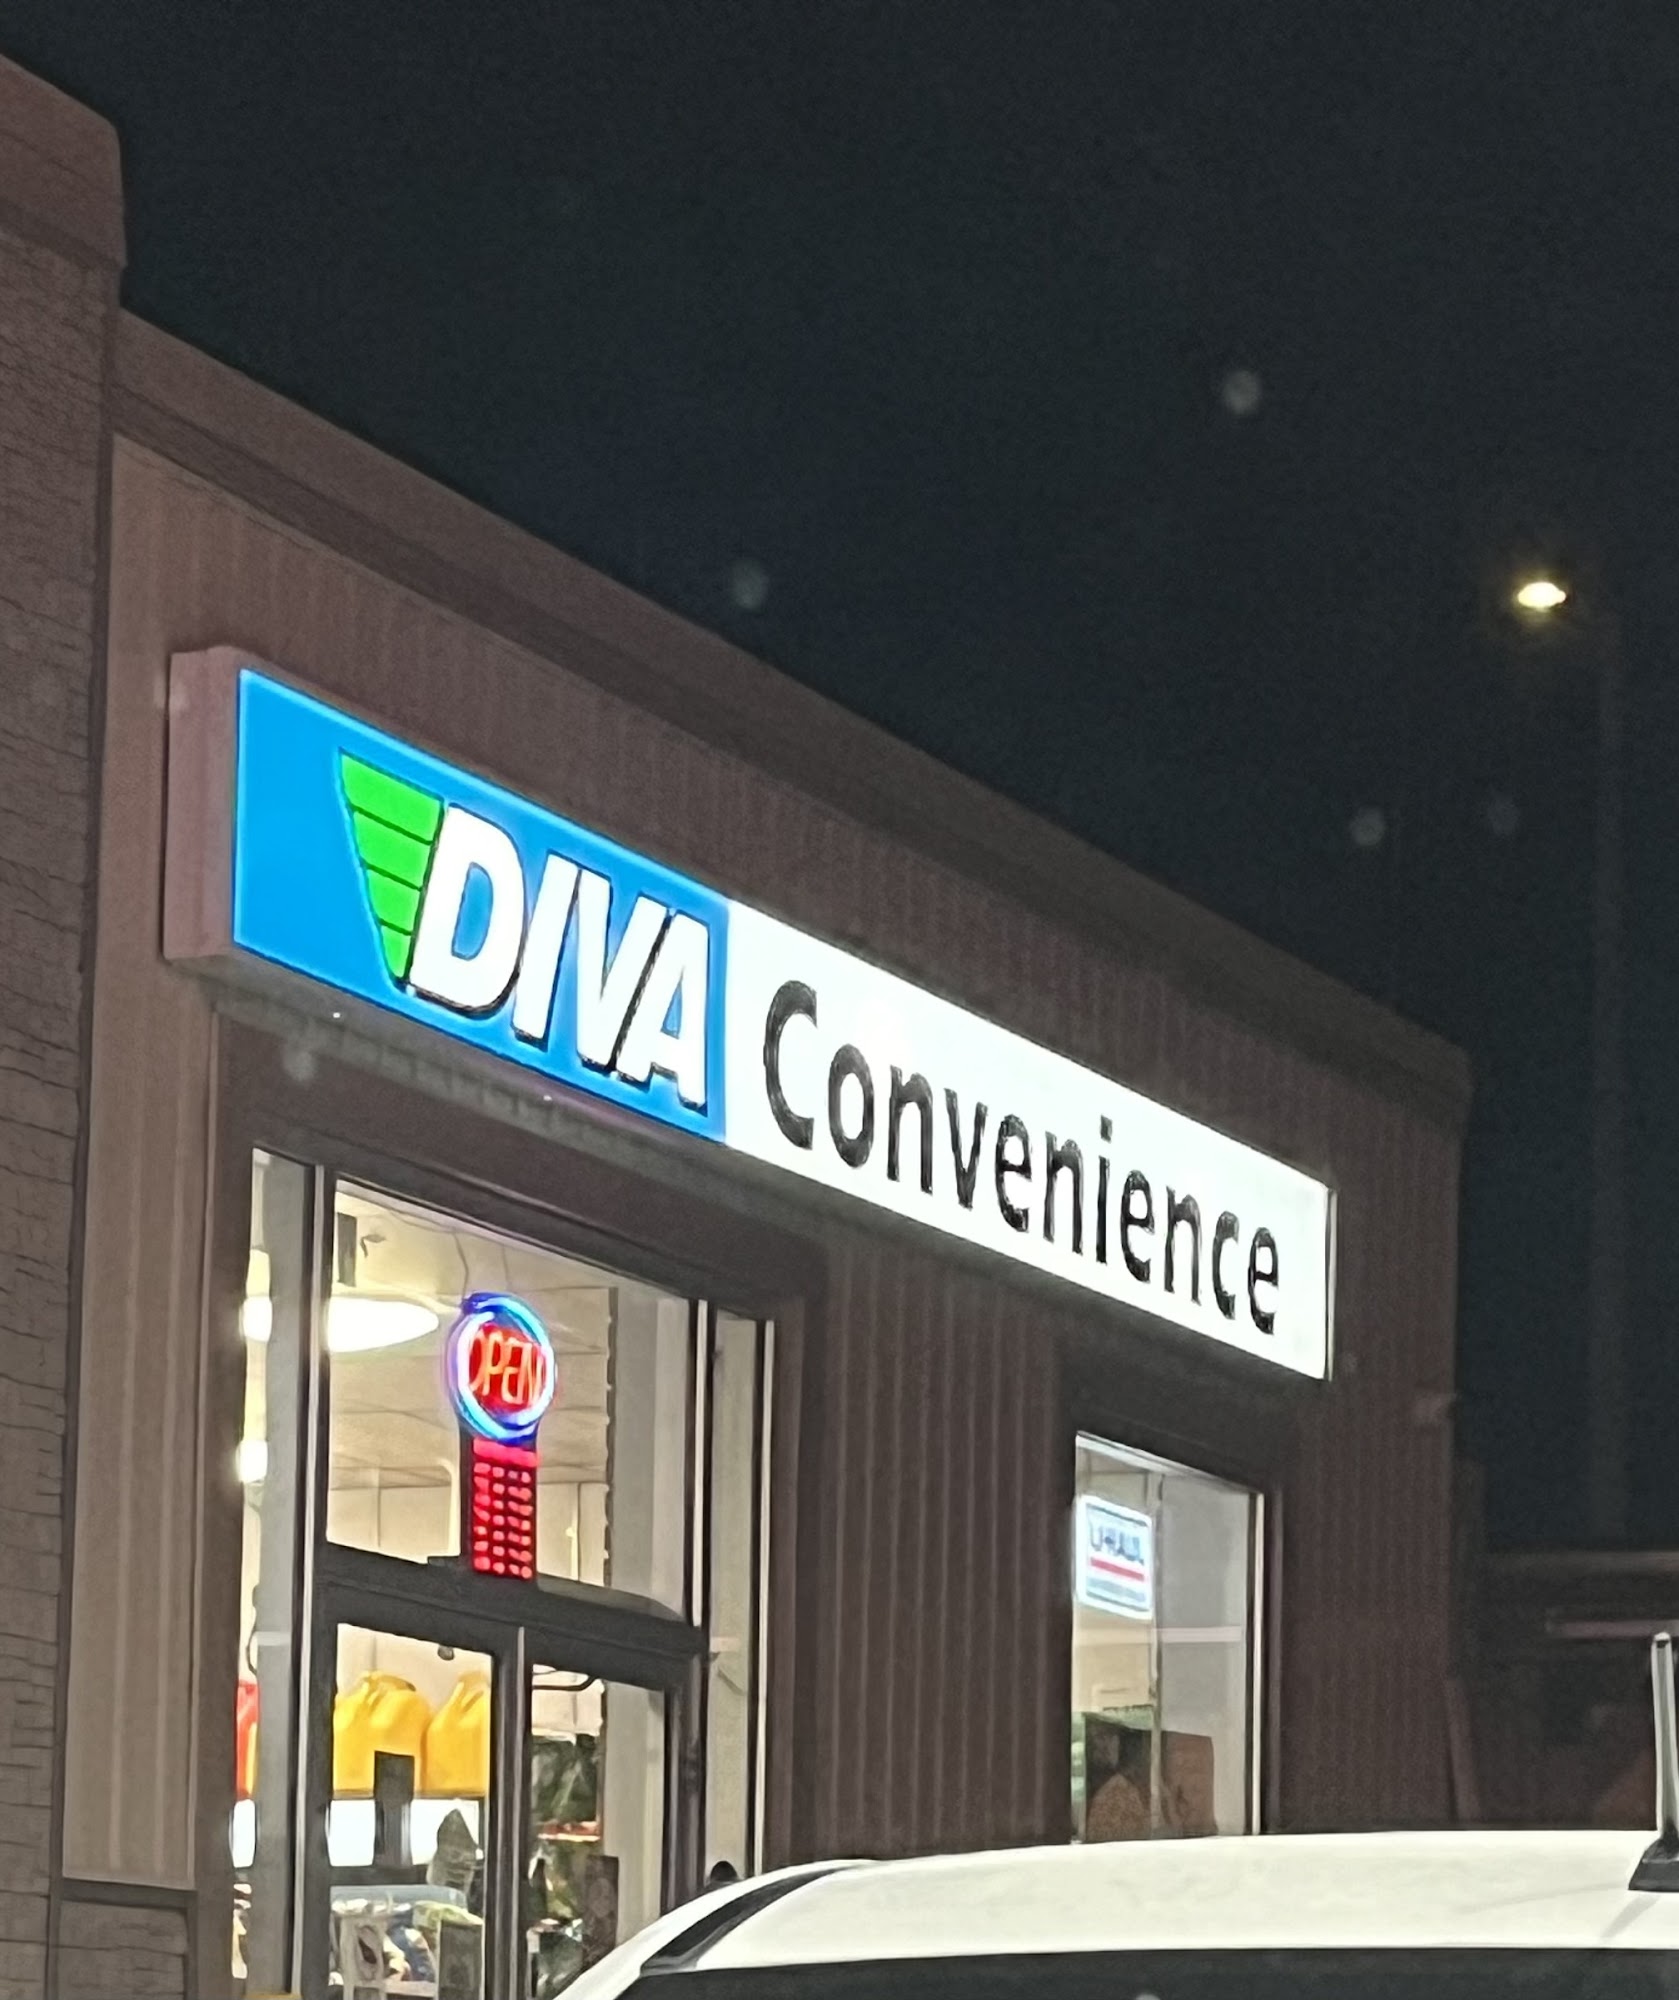 DIVA Convenience
OPEN
U-HAUL